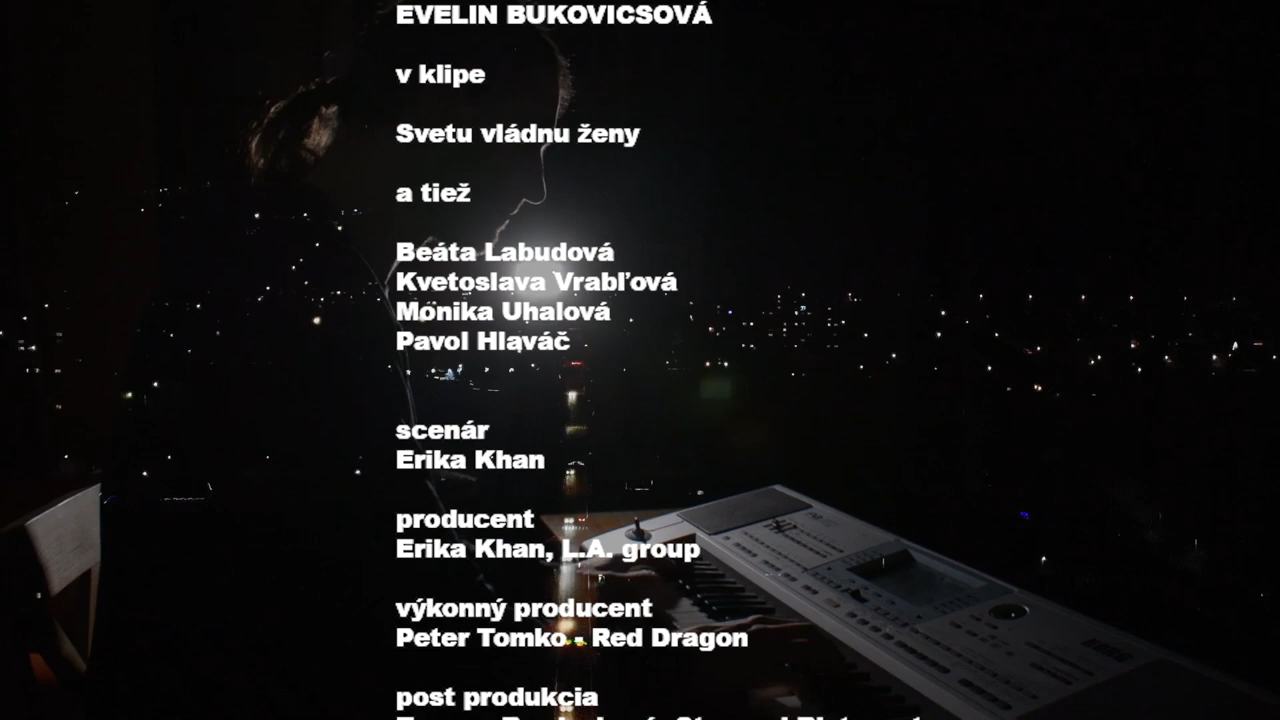 EVELIN BUKOVICSOVÁ
v klipe
Svetu vládnu ženy
a tiež
Beáta Labudová
Kvetoslava Vrabľová
Monika Uhalová
Pavol Hlaváč
scenár
Erika Khan
producent
Erika Khan, L.A. group
výkonný producent
Peter Tomko - Red Dragon
post produkcia